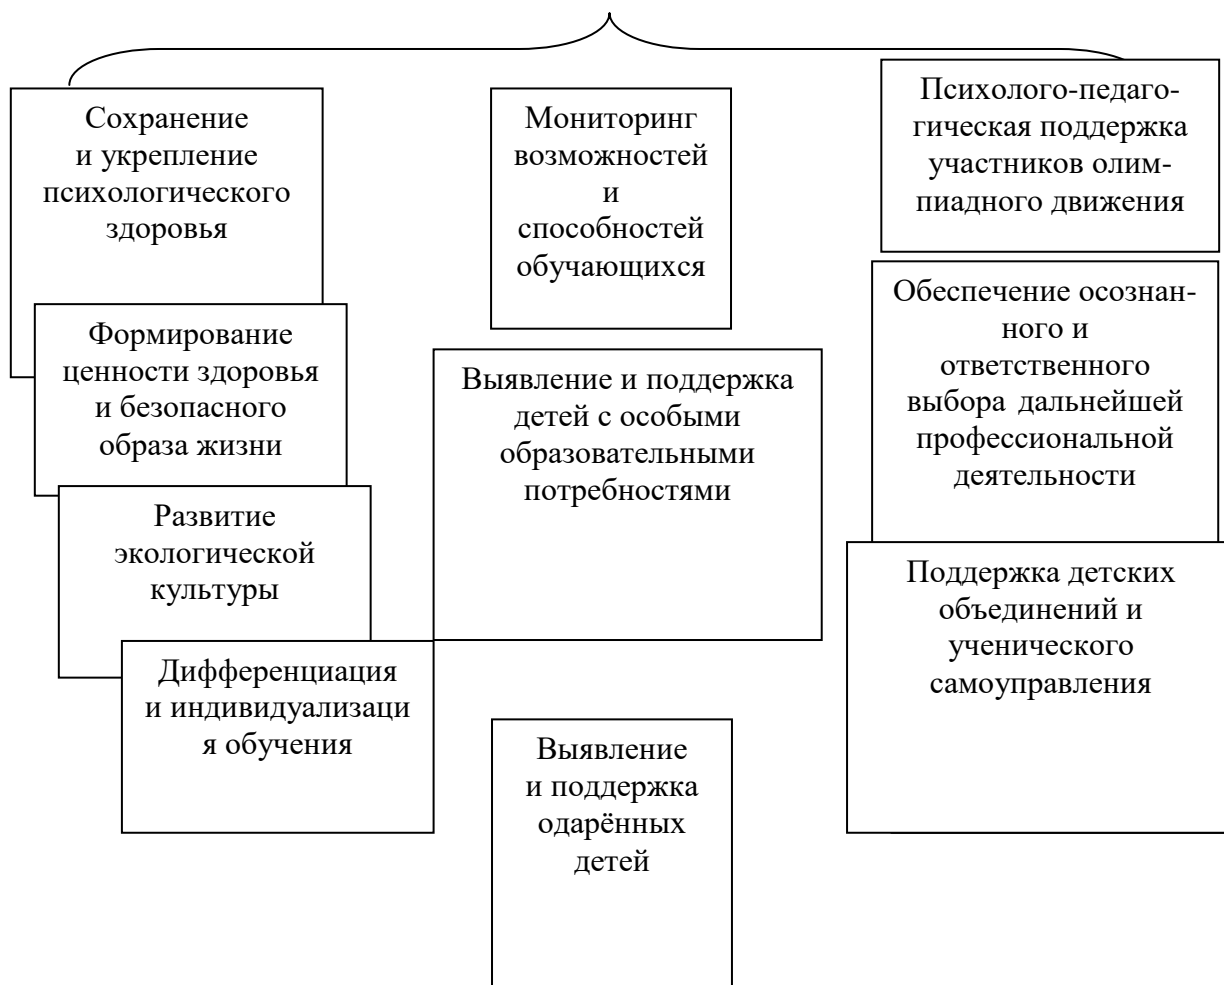 Сохранение
и укрепление
психологического
здоровья
Формирование
ценности здоровья
и безопасного
образа жизни
Развитие
экологической
культуры
Дифференциация
и индивидуализаци
я обучения
Мониторинг
возможностей
и
способностей
обучающихся
Выявление и поддержка
детей с особыми
образовательными
потребностями
Выявление
и поддержка
одарённых
детей
Психолого-педаго-
гическая поддержка
участников олим-
пиадного движения
Обеспечение осознан-
ного и
ответственного
выбора дальнейшей
профессиональной
деятельности
Поддержка детских
объединений и
ученического
самоуправления